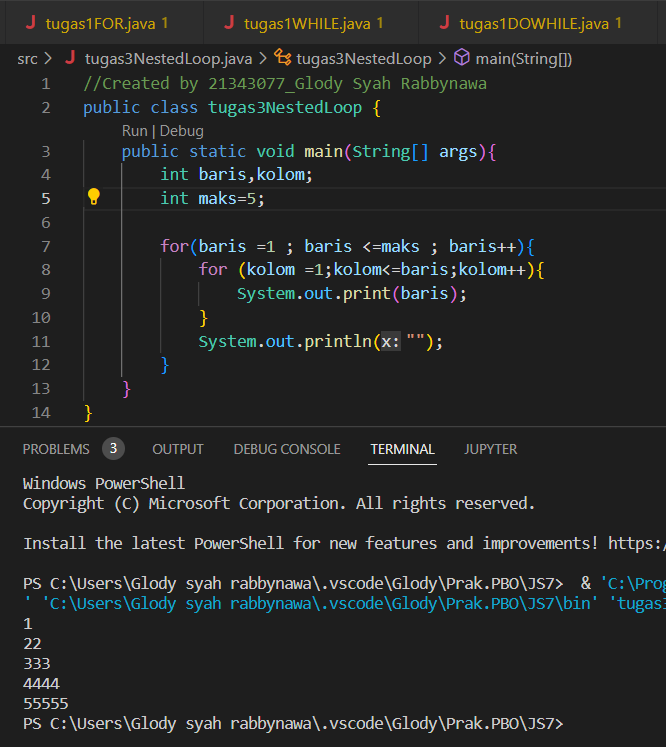 J tugas1FOR.java 1 J tugas1WHILE.java 1 J tugas1DOWHILE.java 1
src > J tugas3NestedLoop.java > tugas3NestedLoop > main(String[])
1 //Created by 21343077_Glody Syah Rabbynawa
2 public class tugas3NestedLoop {
Run | Debug
3 public static void main(String[] args){
4 int baris,kolom;
5 int maks=5;
6
7 for(baris =1 ; baris <=maks ; baris++){
8 for (kolom =1;kolom<=baris;kolom++){
9 System.out.print(baris);
10 }
11 System.out.println(x: "");
12 }
13 }
14 }
PROBLEMS 3 OUTPUT DEBUG CONSOLE TERMINAL JUPYTER
Windows PowerShell
Copyright (C) Microsoft Corporation. All rights reserved.
Install the latest PowerShell for new features and improvements! https:/
PS C:\Users\Glody syah rabbynawa\.vscode\Glody\Prak.PBO\JS7> & 'C:\Prog
' 'C:\Users\Glody syah rabbynawa\.vscode\Glody\Prak.PBO\JS7\bin' 'tugas3
1
22
333
4444
55555
PS C:\Users\Glody syah rabbynawa\.vscode\Glody\Prak.PBO\JS7>